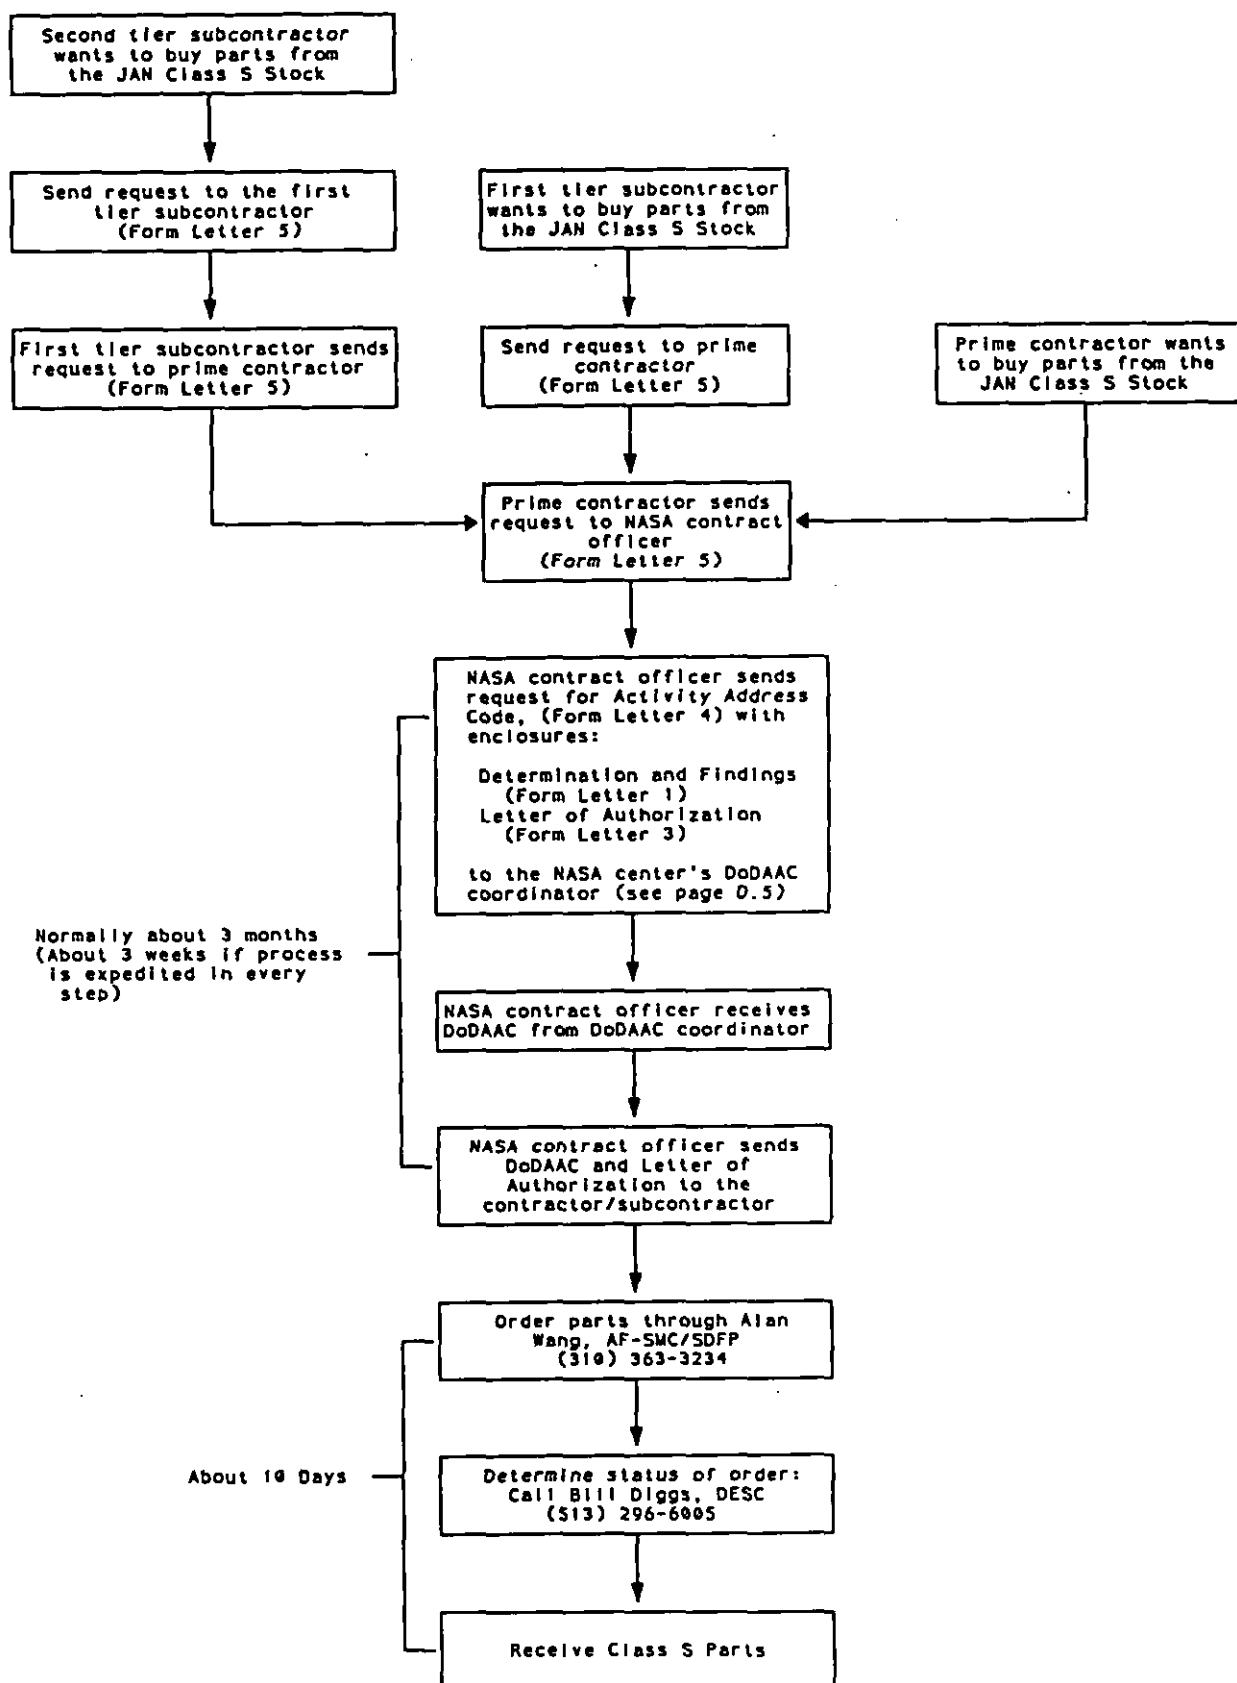 Second tier subcontractor
wants to buy parts from
the JAN Class S Stock
Send request to the first
tier subcontractor
(Form Letter 5)
First tier subcontractor
wants to buy parts from
the JAN Class S Stock
First tier subcontractor sends
request to prime contractor
(Form Letter 5)
Send request to prime
contractor
(Form Letter 5)
Prime contractor wants
to buy parts from the
JAN Class S Stock
Prime contractor sends
request to NASA contract
officer
(Form Letter 5)
NASA contract officer sends
request for Activity Address
Code, (Form Letter 4) with
enclosures:
Determination and Findings
(Form Letter 1)
Letter of Authorization
(Form Letter 3)
to the NASA center's DoDAAC
coordinator (see page D.5)
Normally about 3 months
(About 3 weeks if process
is expedited in every
step)
NASA contract officer receives
DoDAAC from DoDAAC coordinator
NASA contract officer sends
DoDAAC and Letter of
Authorization to the
contractor/subcontractor
Order parts through Alan
Wang, AF-SMC/SDFP
(310) 363-3234
About 10 Days
Determine status of order:
Call Bill Diggs, DESC
(513) 296-6005
Receive Class S Parts